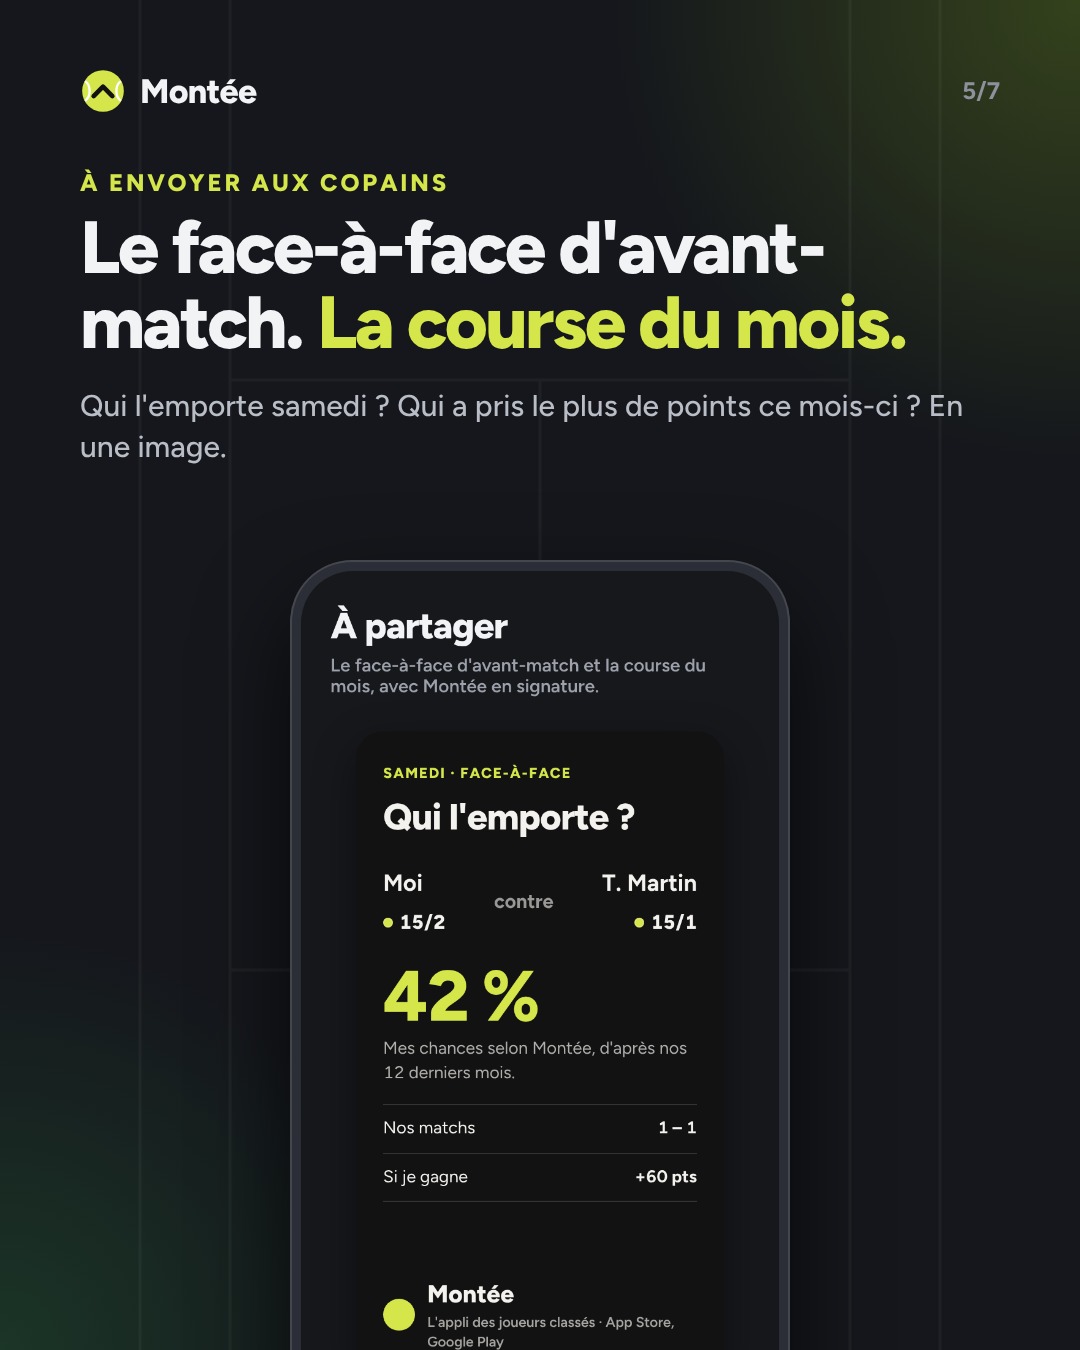 Montée
5/7
À ENVOYER AUX COPAINS
Le face-à-face d'avant-
match. La course du mois.
Qui l'emporte samedi ? Qui a pris le plus de points ce mois-ci ? En
une image.
À partager
Le face-à-face d'avant-match et la course du
mois, avec Montée en signature.
SAMEDI · FACE-À-FACE
Qui l'emporte ?
Moi
contre
T. Martin
15/2
15/1
42 %
Mes chances selon Montée, d'après nos
12 derniers mois.
Nos matchs
1 – 1
Si je gagne
+60 pts
Montée
L'appli des joueurs classés · App Store,
Google Play